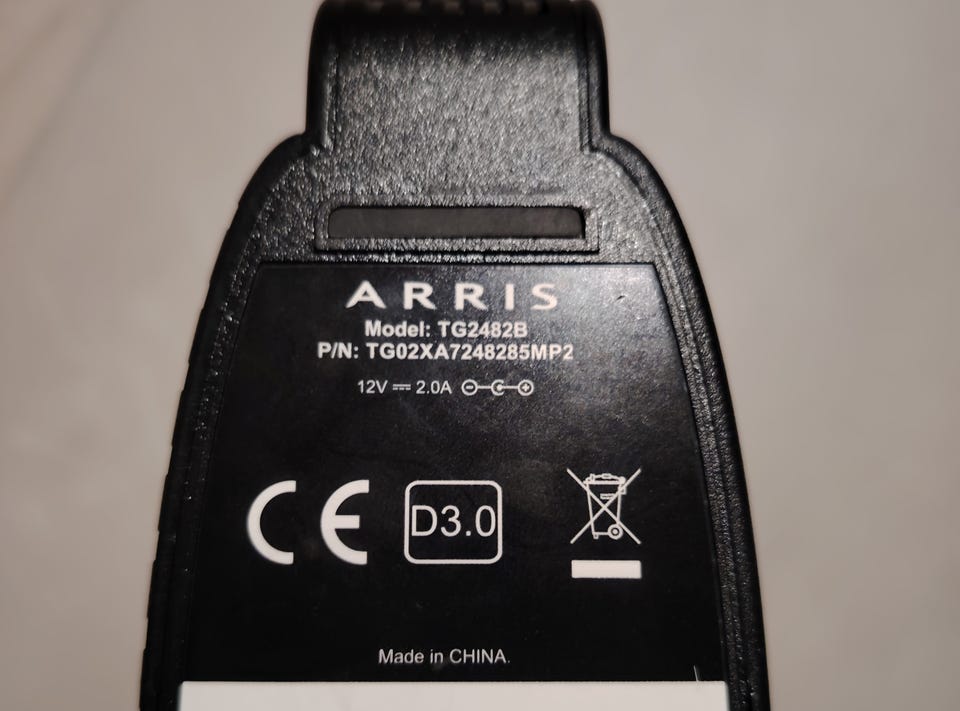 ARRIS
Model: TG2482B
P/N: TG02XA7248285MP2
12V ⎓ 2.0A
CE
D3.0
Made in CHINA.